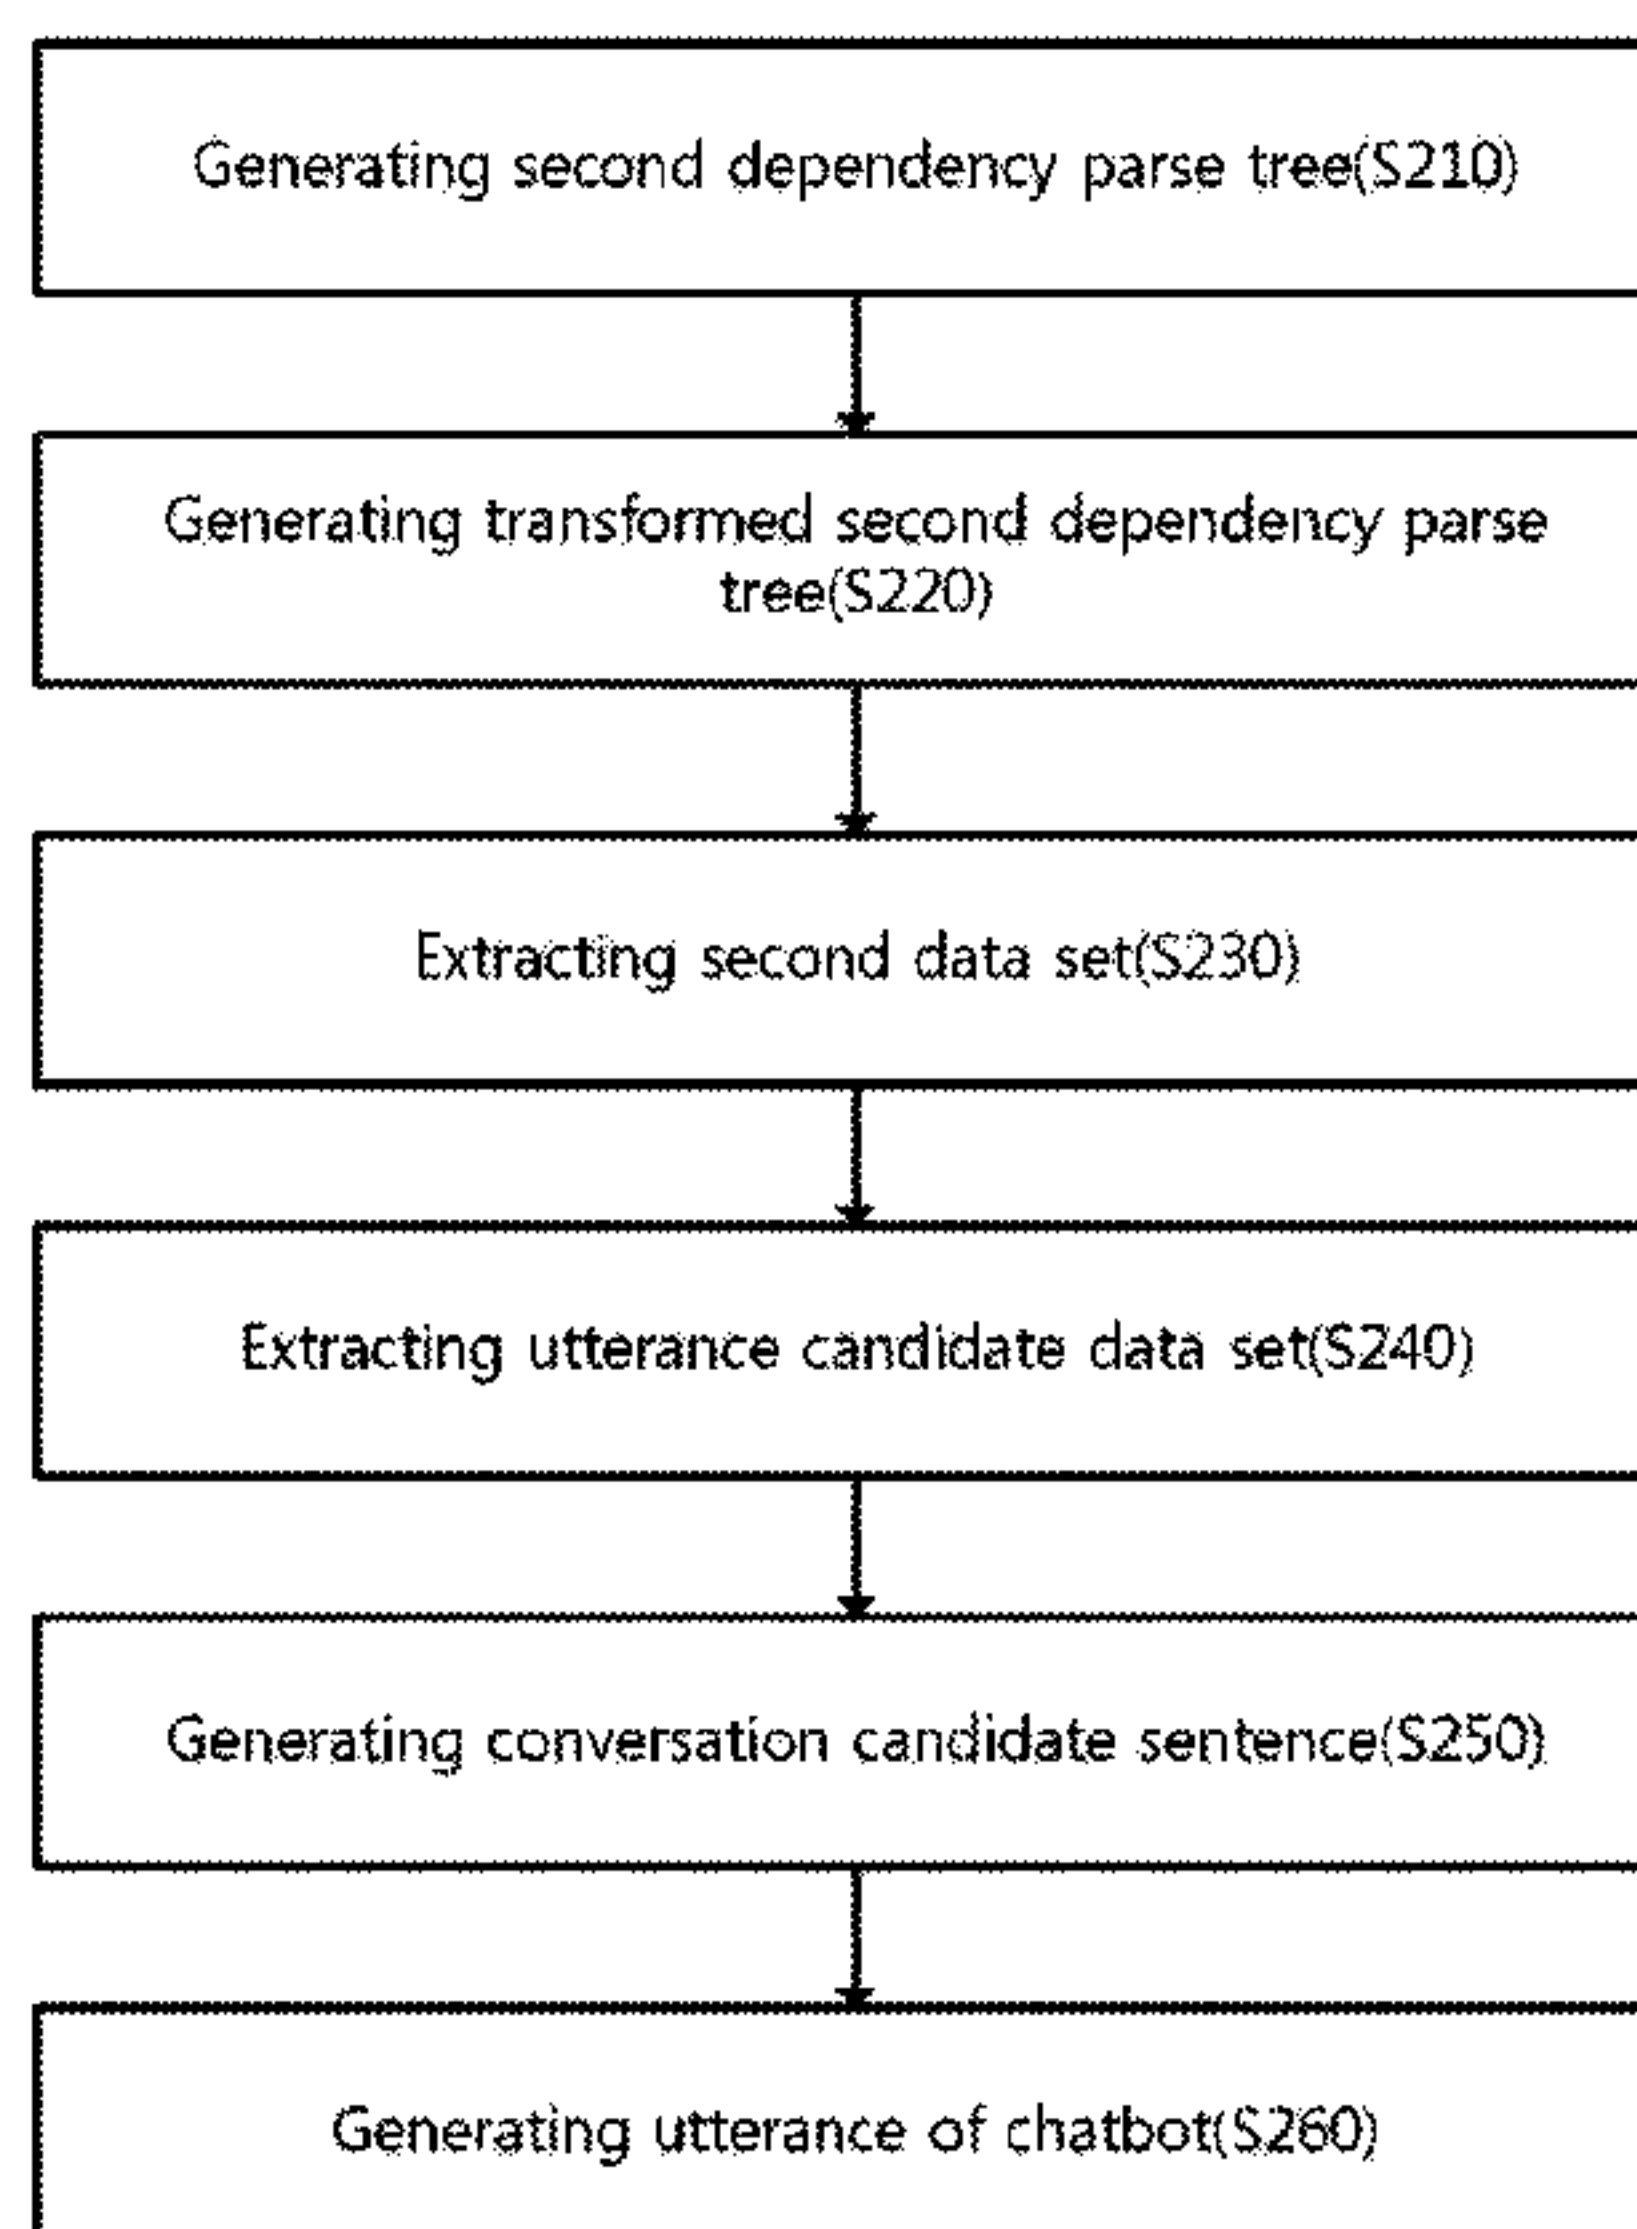 Generating second dependency parse tree(S210)
Generating transformed second dependency parse
tree(S220)
Extracting second data set(S230)
Extracting utterance candidate data set(S240)
Generating conversation candidate sentence(S250)
Generating utterance of chatbot(S260)